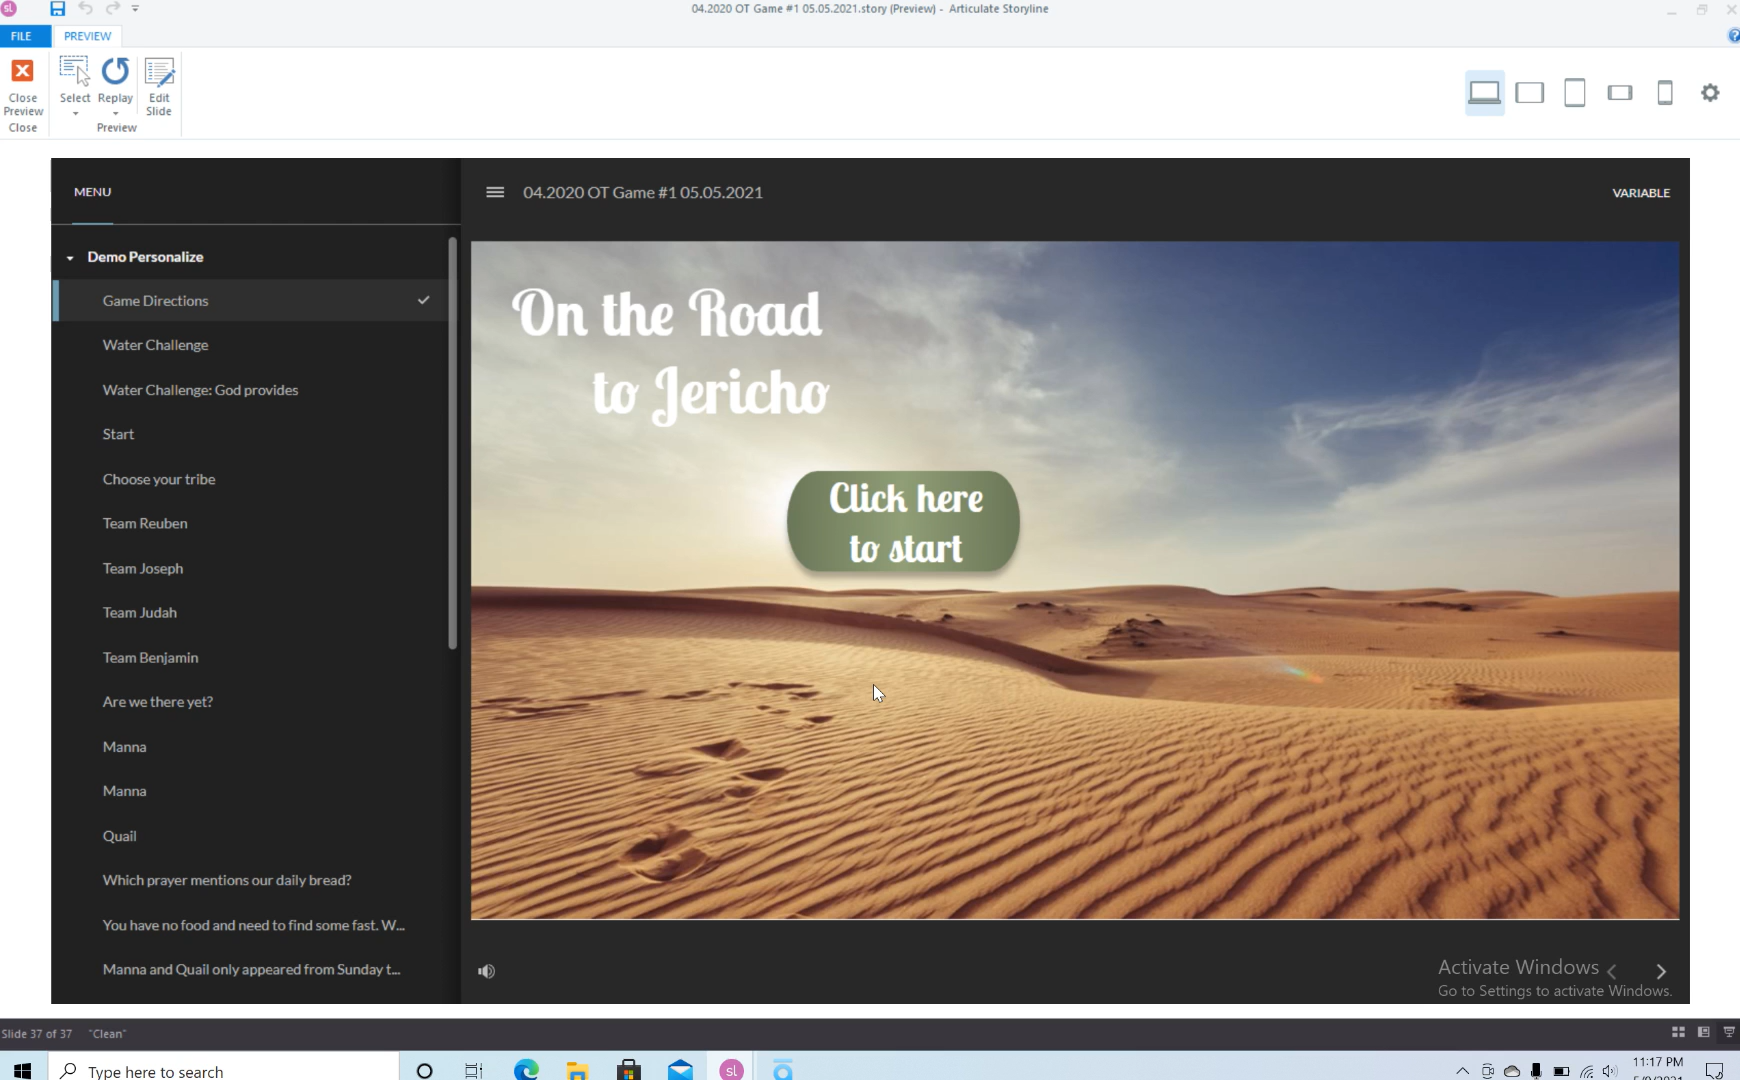 sl
04.2020 OT Game #1 05.05.2021.story (Preview) - Articulate Storyline
FILE
PREVIEW
?
Close
Preview
Select
Replay
Edit
Slide
Close
Preview
MENU
04.2020 OT Game #1 05.05.2021
VARIABLE
Demo Personalize
Game Directions
Water Challenge
Water Challenge: God provides
Start
Choose your tribe
Team Reuben
Team Joseph
Team Judah
Team Benjamin
Are we there yet?
Manna
Manna
Quail
Which prayer mentions our daily bread?
You have no food and need to find some fast. W...
Manna and Quail only appeared from Sunday t...
On the Road
to Jericho
Click here
to start
Activate Windows
Go to Settings to activate Windows.
Slide 37 of 37
"Clean"
Type here to search
sl
11:17 PM